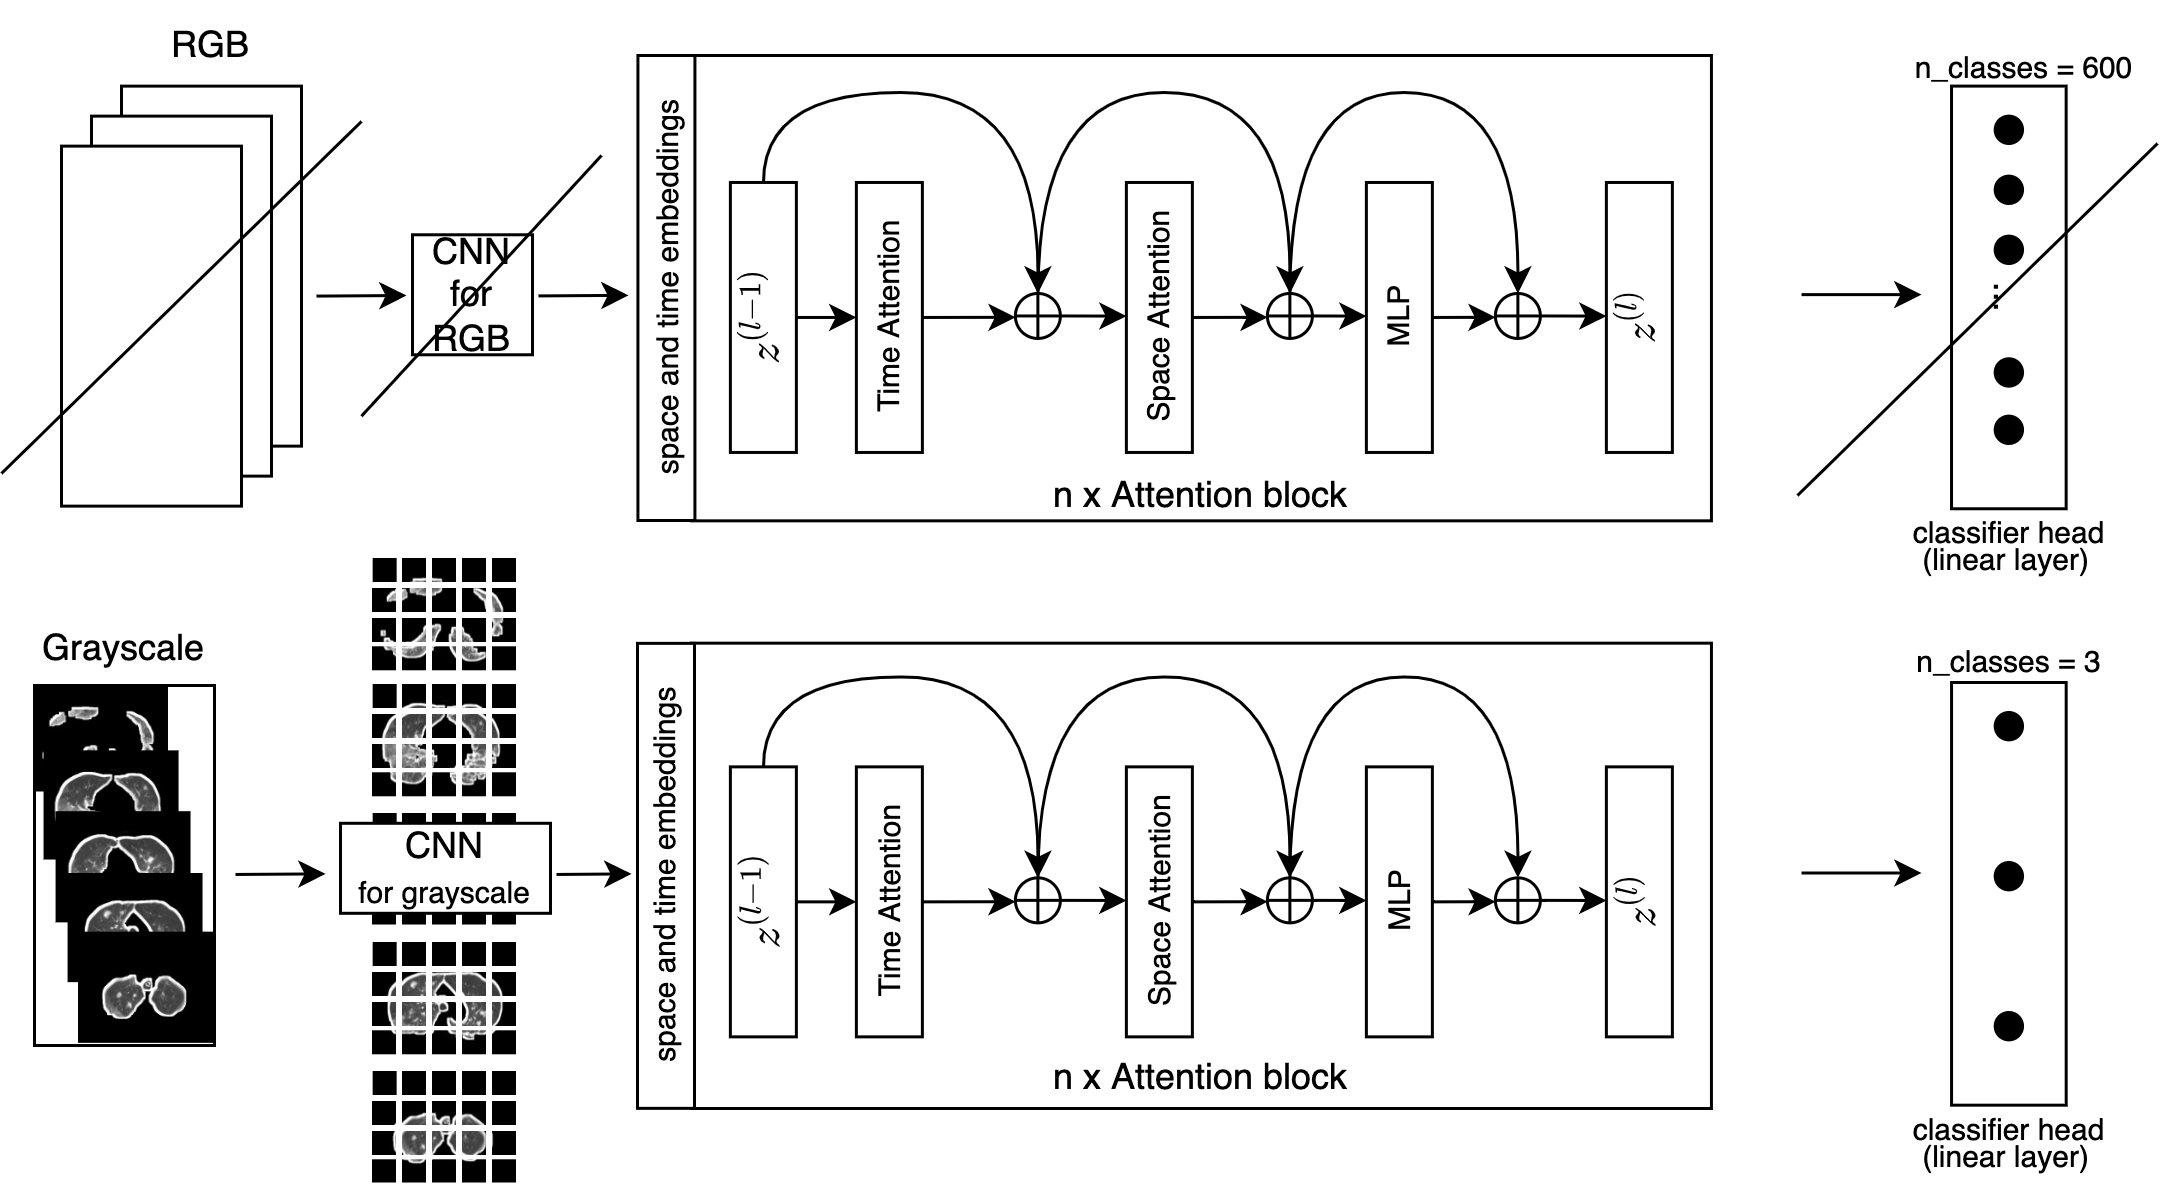 RGB
CNN
for
RGB
space and time embeddings
z^(l−1)
Time Attention
Space Attention
MLP
z^(l)
n x Attention block
n_classes = 600
...
classifier head
(linear layer)
Grayscale
CNN
for grayscale
space and time embeddings
z^(l−1)
Time Attention
Space Attention
MLP
z^(l)
n x Attention block
n_classes = 3
classifier head
(linear layer)